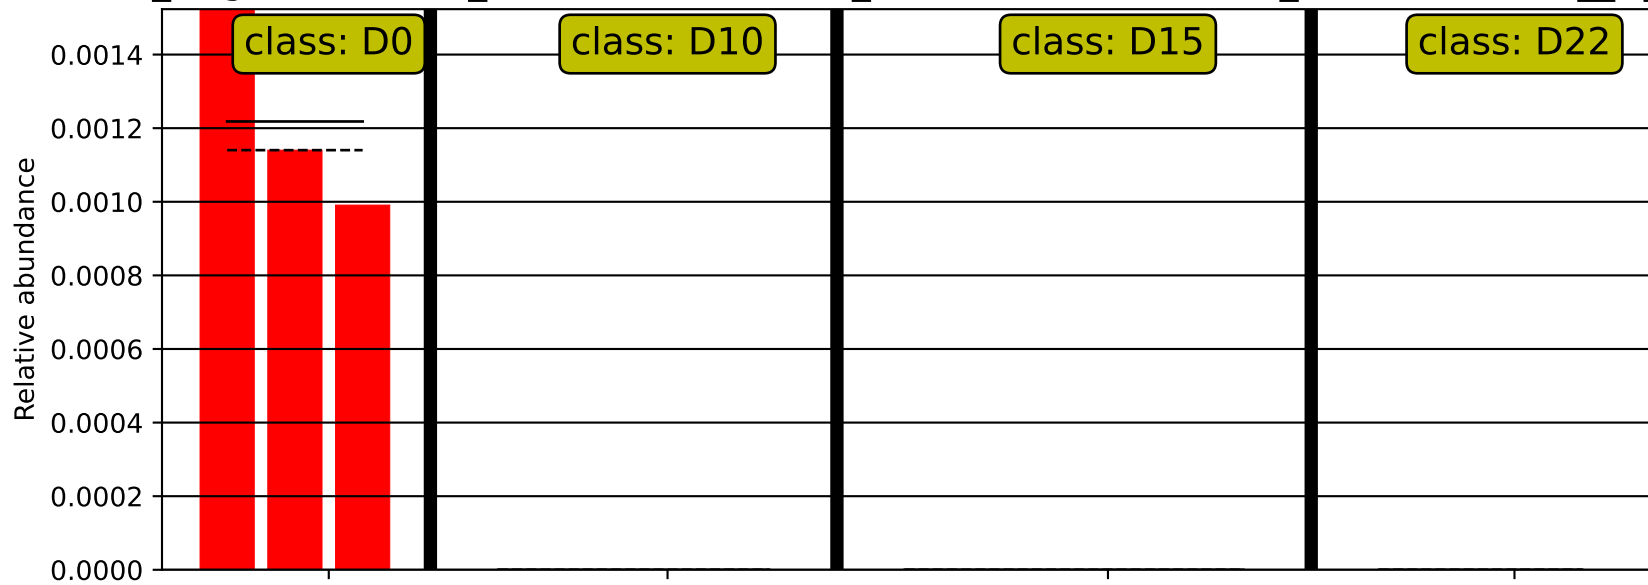 class: D0
class: D10
class: D15
class: D22
0.0014
0.0012
0.0010
0.0008
0.0006
0.0004
0.0002
0.0000
Relative abundance